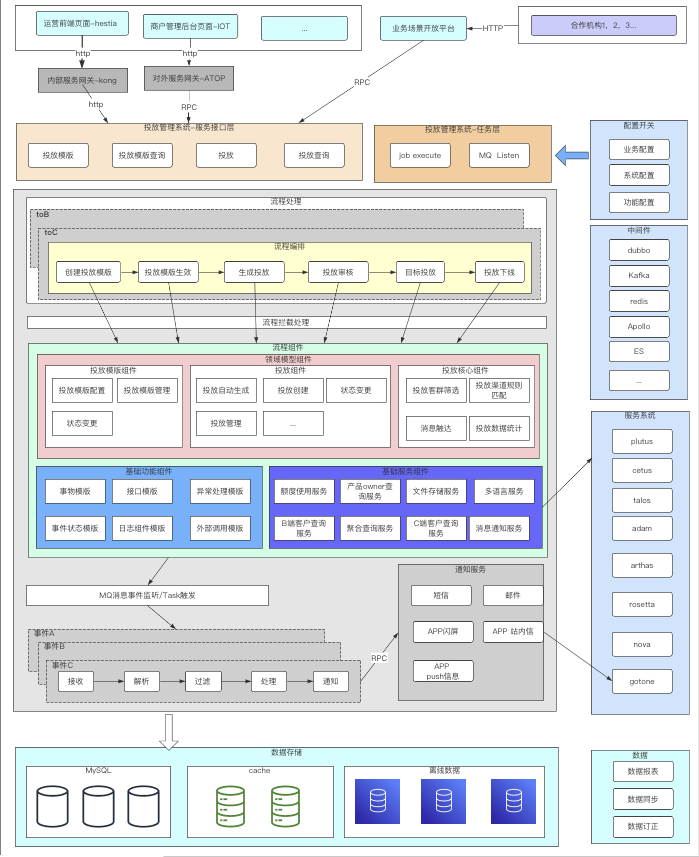 运营前端页面-hestia
商户管理后台页面-IOT
...
业务场景开放平台
HTTP
合作机构1，2，3...
http
http
RPC
内部服务网关-kong
对外服务网关-ATOP
http
RPC
投放管理系统-服务接口层
投放模版
投放模版查询
投放
投放查询
投放管理系统-任务层
job execute
MQ Listen
配置开关
业务配置
系统配置
功能配置
流程处理
toB
toC
流程编排
创建投放模版
投放模版生效
生成投放
投放审核
目标投放
投放下线
流程拦截处理
中间件
dubbo
Kafka
redis
Apollo
ES
...
流程组件
领域模型组件
投放模版组件
投放模版配置
投放模版管理
状态变更
投放组件
投放自动生成
投放创建
状态变更
投放管理
...
投放核心组件
投放客群筛选
投放渠道规则
匹配
消息触达
投放数据统计
基础功能组件
事物模版
接口模版
异常处理模版
事件状态模版
日志组件模版
外部调用模版
基础服务组件
额度使用服务
产品owner查
询服务
文件存储服务
多语言服务
B端客户查询
服务
聚合查询服务
C端客户查询
服务
消息通知服务
服务系统
plutus
cetus
talos
adam
arthas
rosetta
nova
gotone
MQ消息事件监听/Task触发
事件A
事件B
事件C
接收
解析
过滤
处理
通知
RPC
通知服务
短信
邮件
APP闪屏
APP 站内信
APP
push信息
数据存储
MySQL
cache
离线数据
数据
数据报表
数据同步
数据订正